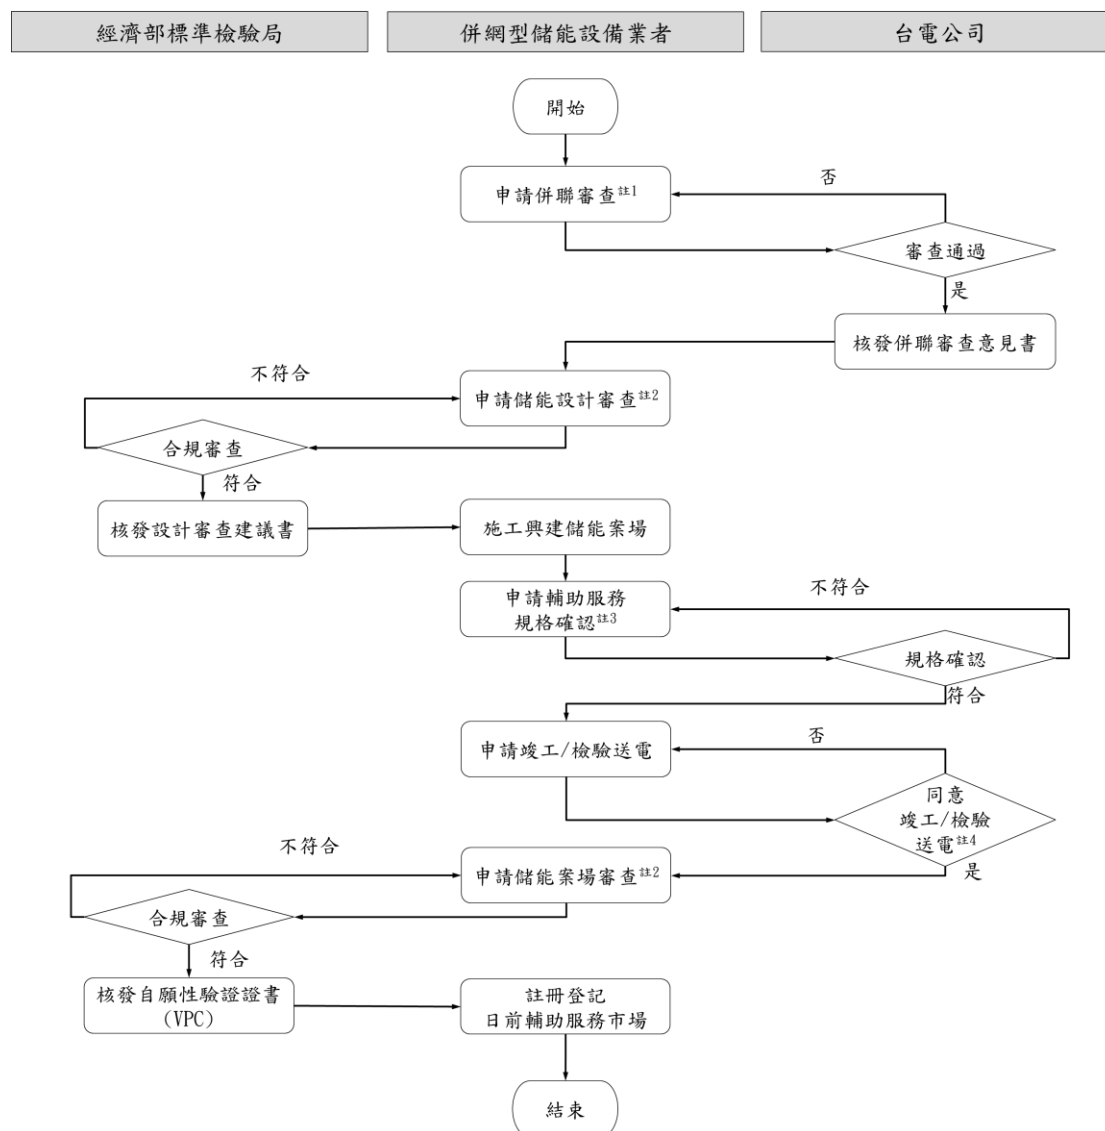 經濟部標準檢驗局
併網型儲能設備業者
台電公司
開始
申請併聯審查註1
否
審查通過
是
核發併聯審查意見書
不符合
申請儲能設計審查註2
合規審查
符合
核發設計審查建議書
施工興建儲能案場
申請輔助服務
規格確認註3
不符合
規格確認
符合
申請竣工/檢驗送電
否
同意
竣工/檢驗
送電註4
是
不符合
申請儲能案場審查註2
合規審查
符合
核發自願性驗證證書
(VPC)
註冊登記
日前輔助服務市場
結束